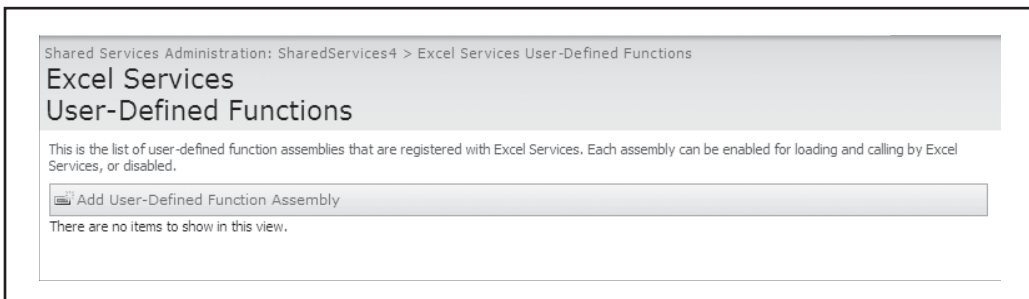 Shared Services Administration: SharedServices4 > Excel Services User-Defined Functions
Excel Services
User-Defined Functions
This is the list of user-defined function assemblies that are registered with Excel Services. Each assembly can be enabled for loading and calling by Excel
Services, or disabled.
Add User-Defined Function Assembly
There are no items to show in this view.